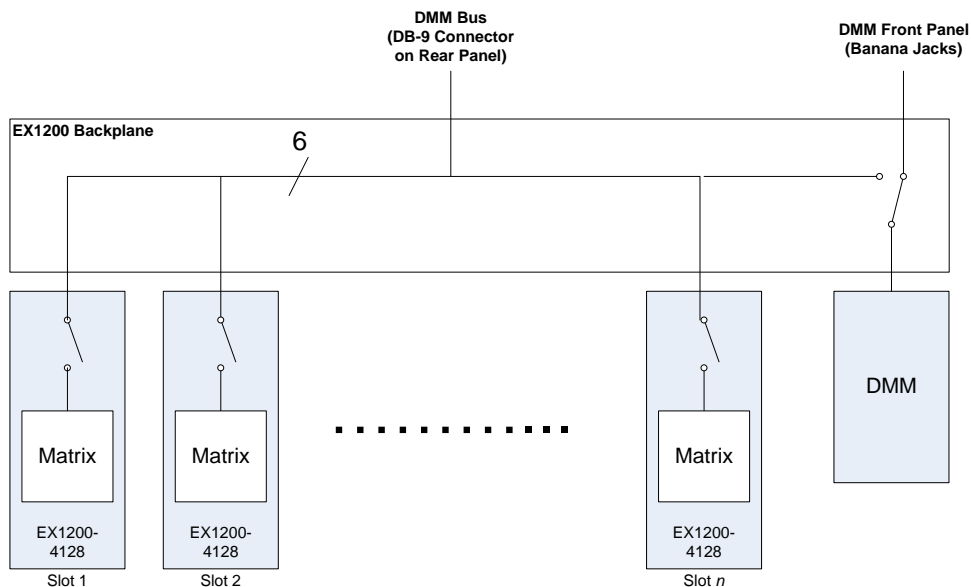 DMM Bus
(DB-9 Connector
on Rear Panel)
DMM Front Panel
(Banana Jacks)
EX1200 Backplane
6
Matrix
EX1200-
4128
Slot 1
Matrix
EX1200-
4128
Slot 2
Matrix
EX1200-
4128
Slot n
DMM